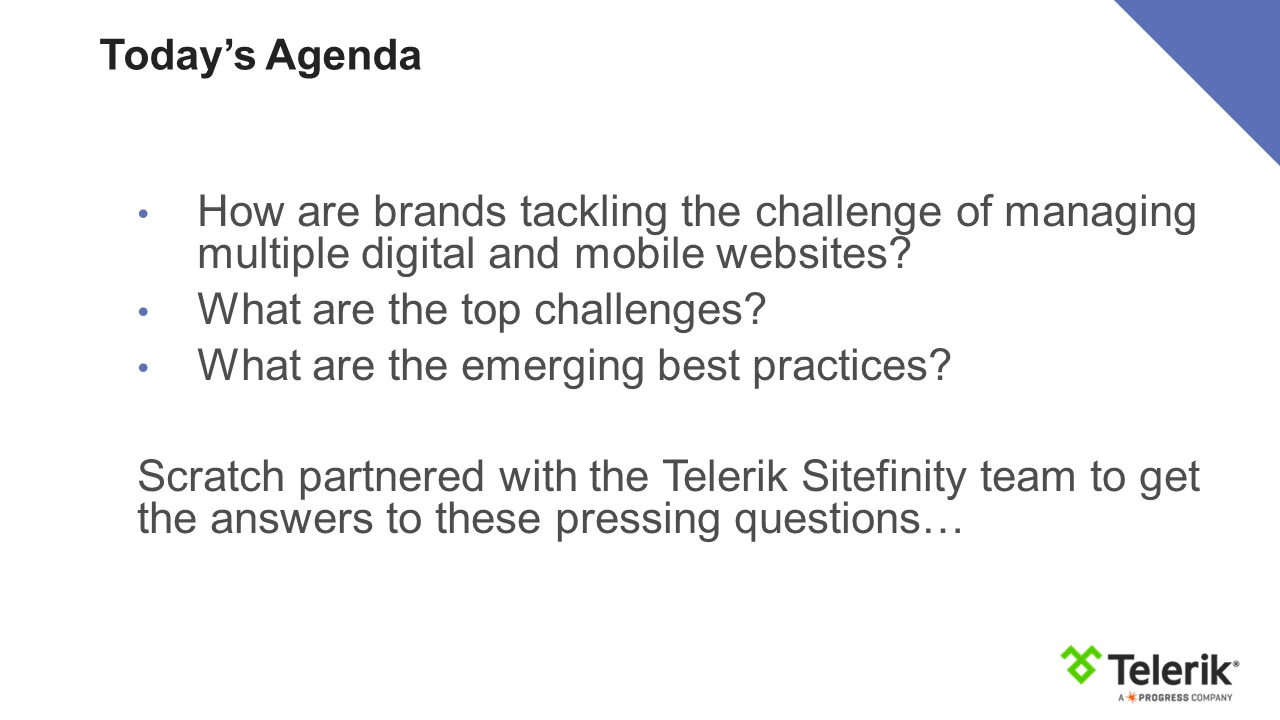 Today’s Agenda
• How are brands tackling the challenge of managing
multiple digital and mobile websites?
• What are the top challenges?
• What are the emerging best practices?
Scratch partnered with the Telerik Sitefinity team to get
the answers to these pressing questions…
Telerik®
A PROGRESS COMPANY